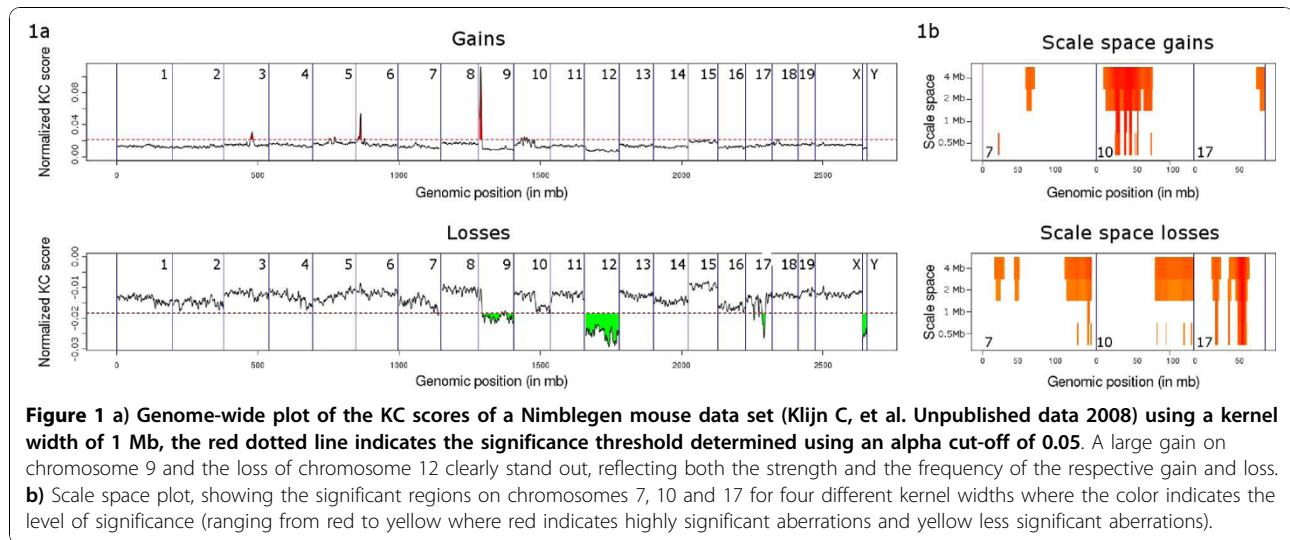 1a
Gains
Normalized KC score
0.08
0.04
0.00
1 2 3 4 5 6 7 8 9 10 11 12 13 14 15 16 17 18 19 X Y
0 500 1000 1500 2000 2500
Genomic position (in mb)
Losses
Normalized KC score
0.00
-0.01
-0.02
-0.03
1 2 3 4 5 6 7 8 9 10 11 12 13 14 15 16 17 18 19 X Y
0 500 1000 1500 2000 2500
Genomic position (in mb)
1b
Scale space gains
Scale space
4 Mb
2 Mb
1 Mb
0.5Mb
7 10 17
0 50 0 50 100 0 50
Genomic position (in mb)
Scale space losses
Scale space
4 Mb
2 Mb
1 Mb
0.5Mb
7 10 17
0 50 0 50 100 0 50
Genomic position (in mb)
Figure 1 a) Genome-wide plot of the KC scores of a Nimblegen mouse data set (Klijn C, et al. Unpublished data 2008) using a kernel
width of 1 Mb, the red dotted line indicates the significance threshold determined using an alpha cut-off of 0.05. A large gain on
chromosome 9 and the loss of chromosome 12 clearly stand out, reflecting both the strength and the frequency of the respective gain and loss.
b) Scale space plot, showing the significant regions on chromosomes 7, 10 and 17 for four different kernel widths where the color indicates the
level of significance (ranging from red to yellow where red indicates highly significant aberrations and yellow less significant aberrations).